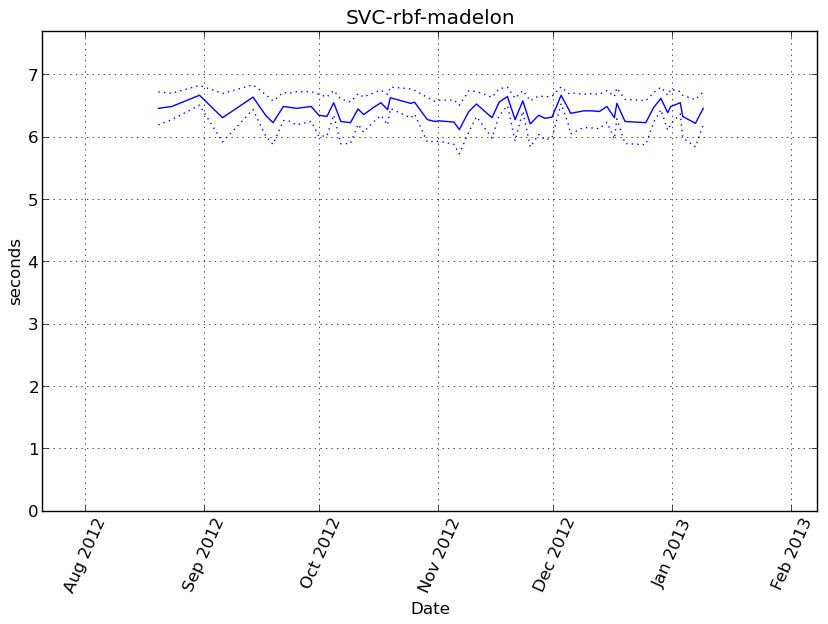 SVC-rbf-madelon
7
6
5
4
3
2
1
0
seconds
Aug 2012
Sep 2012
Oct 2012
Nov 2012
Dec 2012
Jan 2013
Feb 2013
Date